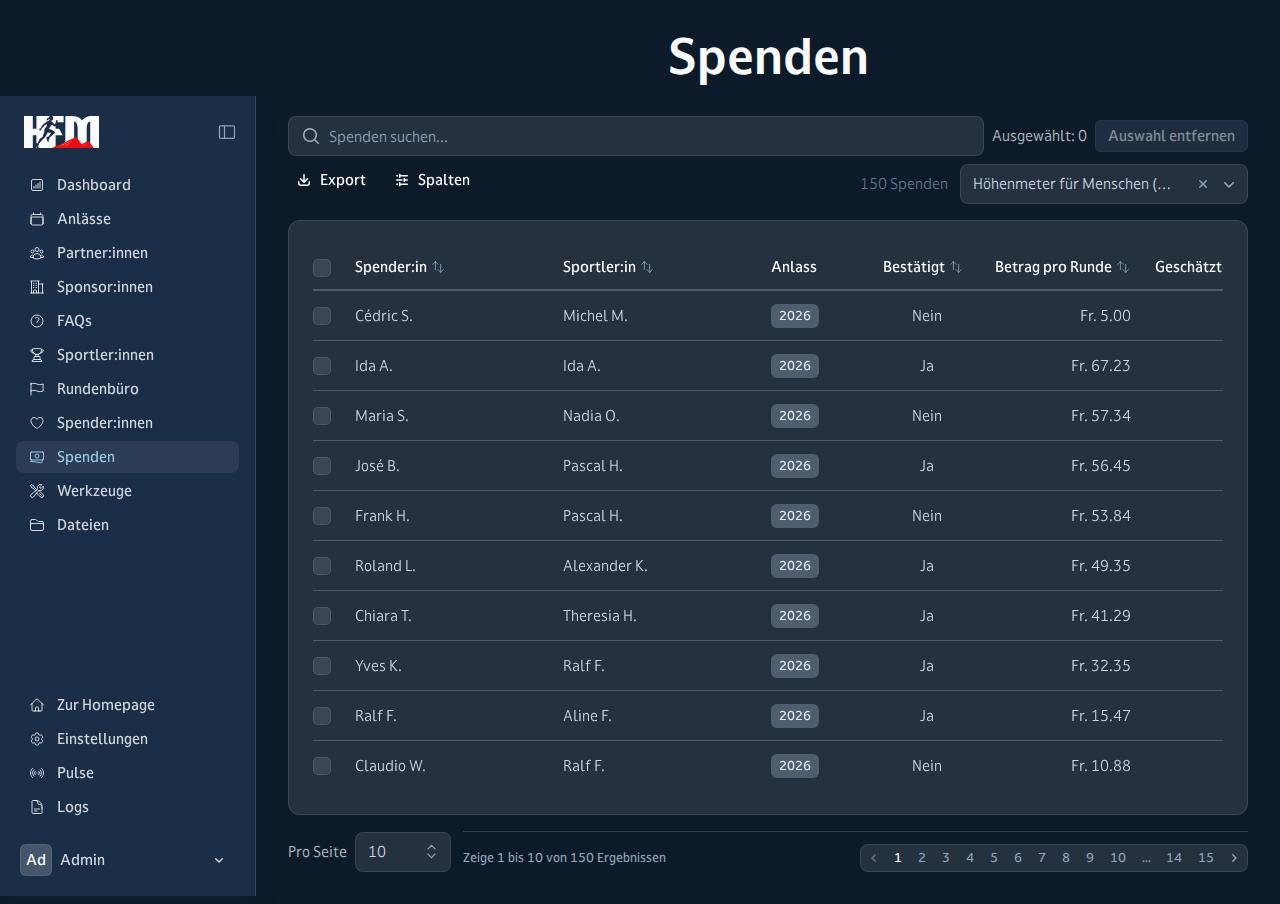 Spenden
HFM
Dashboard
Anlässe
Partner:innen
Sponsor:innen
FAQs
Sportler:innen
Rundenbüro
Spender:innen
Spenden
Werkzeuge
Dateien
Zur Homepage
Einstellungen
Pulse
Logs
Ad Admin
Spenden suchen... Ausgewählt: 0 Auswahl entfernen
Export Spalten 150 Spenden Höhenmeter für Menschen (...
Spender:in Sportler:in Anlass Bestätigt Betrag pro Runde Geschätzt
Cédric S. Michel M. 2026 Nein Fr. 5.00
Ida A. Ida A. 2026 Ja Fr. 67.23
Maria S. Nadia O. 2026 Nein Fr. 57.34
José B. Pascal H. 2026 Ja Fr. 56.45
Frank H. Pascal H. 2026 Nein Fr. 53.84
Roland L. Alexander K. 2026 Ja Fr. 49.35
Chiara T. Theresia H. 2026 Ja Fr. 41.29
Yves K. Ralf F. 2026 Ja Fr. 32.35
Ralf F. Aline F. 2026 Ja Fr. 15.47
Claudio W. Ralf F. 2026 Nein Fr. 10.88
Pro Seite 10 Zeige 1 bis 10 von 150 Ergebnissen 1 2 3 4 5 6 7 8 9 10 ... 14 15